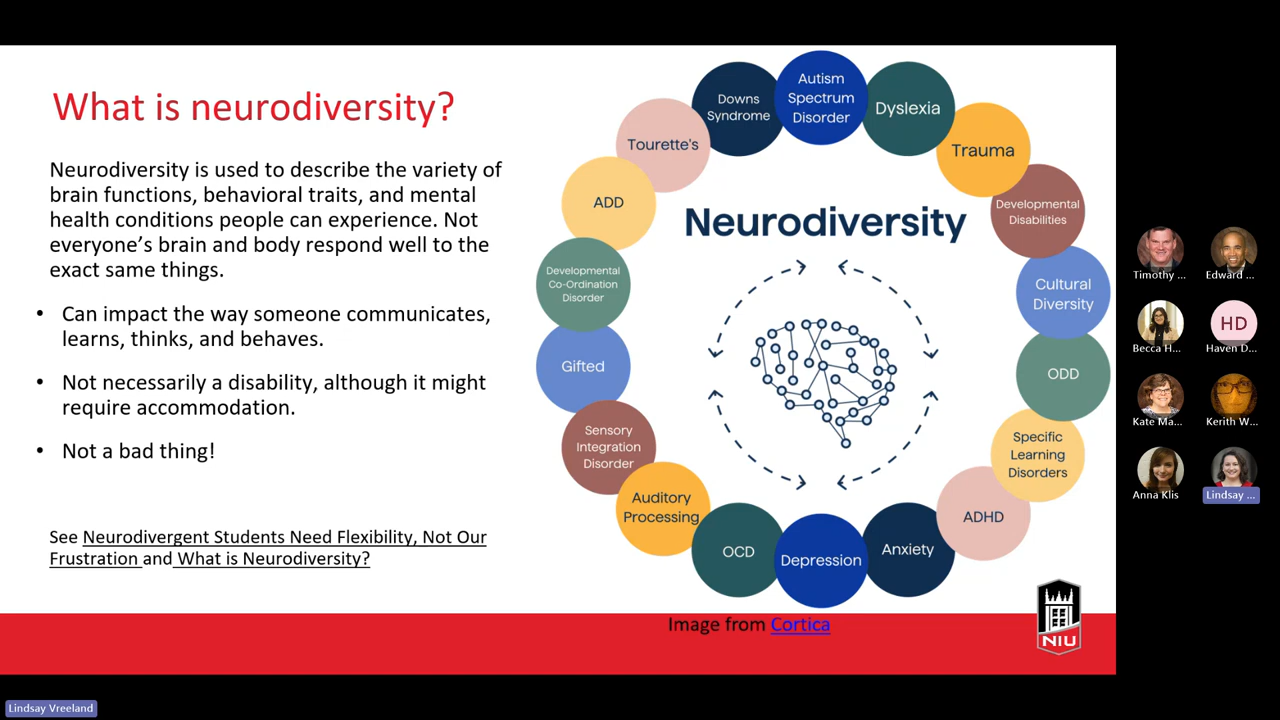 What is neurodiversity?
Neurodiversity is used to describe the variety of
brain functions, behavioral traits, and mental
health conditions people can experience. Not
everyone’s brain and body respond well to the
exact same things.
• Can impact the way someone communicates,
learns, thinks, and behaves.
• Not necessarily a disability, although it might
require accommodation.
• Not a bad thing!
See Neurodivergent Students Need Flexibility, Not Our
Frustration and What is Neurodiversity?
Neurodiversity
Autism
Spectrum
Disorder
Dyslexia
Trauma
Developmental
Disabilities
Cultural
Diversity
ODD
Specific
Learning
Disorders
ADHD
Anxiety
Depression
OCD
Auditory
Processing
Sensory
Integration
Disorder
Gifted
Developmental
Co-Ordination
Disorder
ADD
Tourette's
Downs
Syndrome
Image from Cortica
NIU
Timothy ...
Edward ...
Becca H...
HD
Haven D...
Kate Ma...
Kerith W...
Anna Klis
Lindsay ...
Lindsay Vreeland